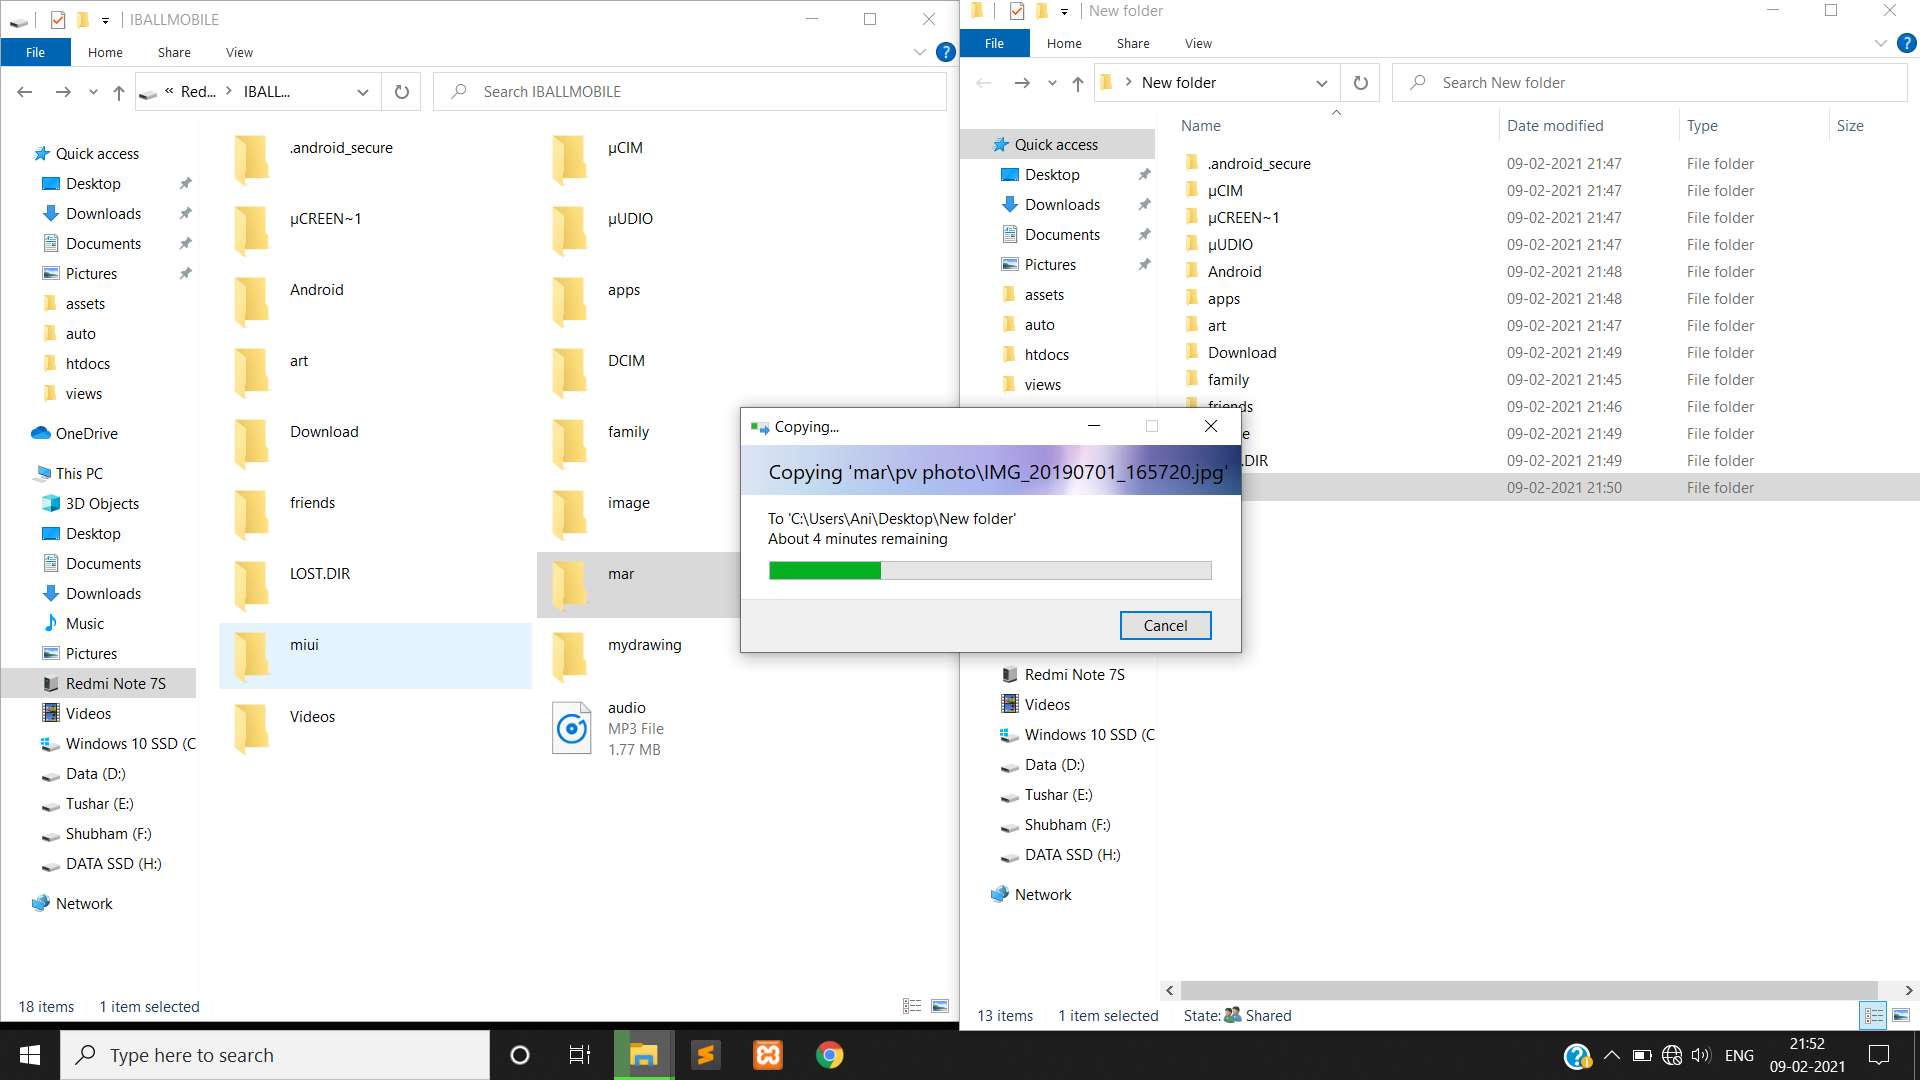 IBALLMOBILE
File Home Share View
Red... IBALL...
Search IBALLMOBILE
Quick access
Desktop
Downloads
Documents
Pictures
assets
auto
htdocs
views
OneDrive
This PC
3D Objects
Desktop
Documents
Downloads
Music
Pictures
Redmi Note 7S
Videos
Windows 10 SSD (C
Data (D:)
Tushar (E:)
Shubham (F:)
DATA SSD (H:)
Network
.android_secure
µCIM
µCREEN~1
µUDIO
Android
apps
art
DCIM
Download
family
friends
image
LOST.DIR
mar
miui
mydrawing
Videos
audio
MP3 File
1.77 MB
18 items 1 item selected
New folder
File Home Share View
New folder
Search New folder
Quick access
Desktop
Downloads
Documents
Pictures
assets
auto
htdocs
views
Redmi Note 7S
Videos
Windows 10 SSD (C
Data (D:)
Tushar (E:)
Shubham (F:)
DATA SSD (H:)
Network
Name Date modified Type Size
.android_secure 09-02-2021 21:47 File folder
µCIM 09-02-2021 21:47 File folder
µCREEN~1 09-02-2021 21:47 File folder
µUDIO 09-02-2021 21:47 File folder
Android 09-02-2021 21:48 File folder
apps 09-02-2021 21:48 File folder
art 09-02-2021 21:47 File folder
Download 09-02-2021 21:49 File folder
family 09-02-2021 21:45 File folder
friends 09-02-2021 21:46 File folder
e 09-02-2021 21:49 File folder
.DIR 09-02-2021 21:49 File folder
09-02-2021 21:50 File folder
13 items 1 item selected State: Shared
Copying...
Copying 'mar\pv photo\IMG_20190701_165720.jpg'
To 'C:\Users\Ani\Desktop\New folder'
About 4 minutes remaining
Cancel
Type here to search
ENG
21:52
09-02-2021